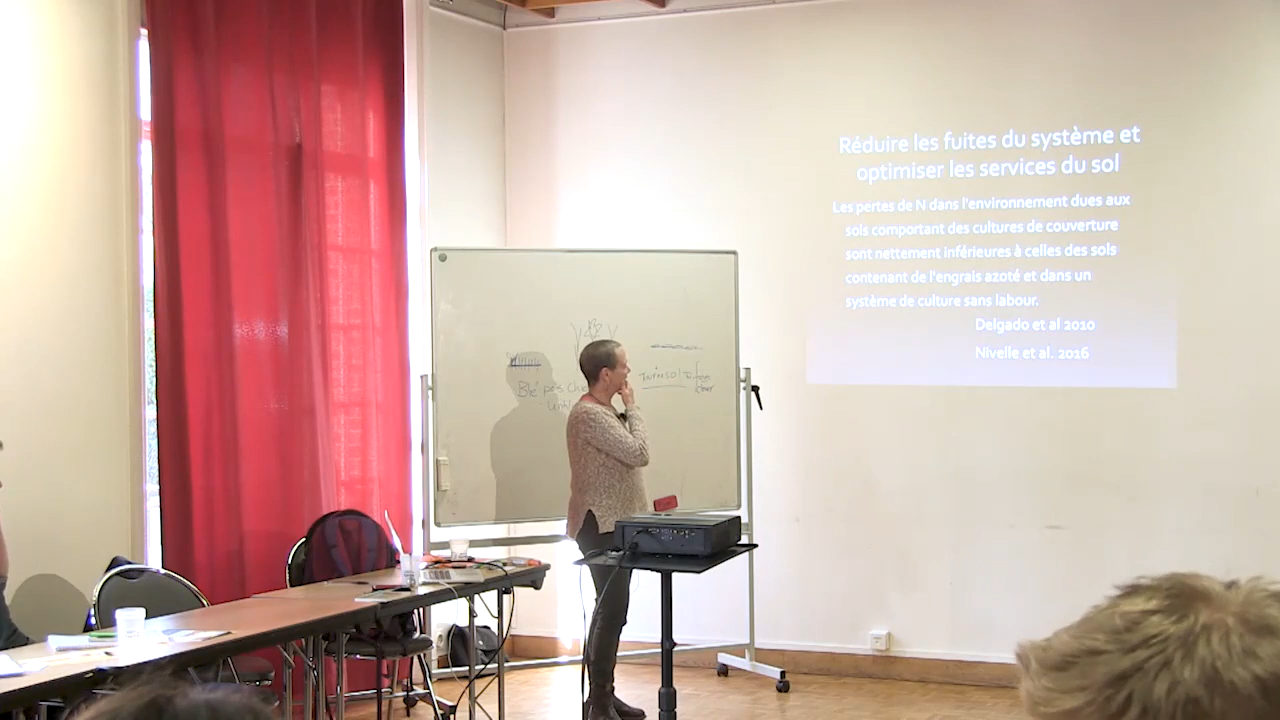 Réduire les fuites du système et
optimiser les services du sol
Les pertes de N dans l'environnement dues aux
sols comportant des cultures de couverture
sont nettement inférieures à celles des sols
contenant de l'engrais azoté et dans un
système de culture sans labour.
Delgado et al 2010
Nivelle et al. 2016
Blé pois